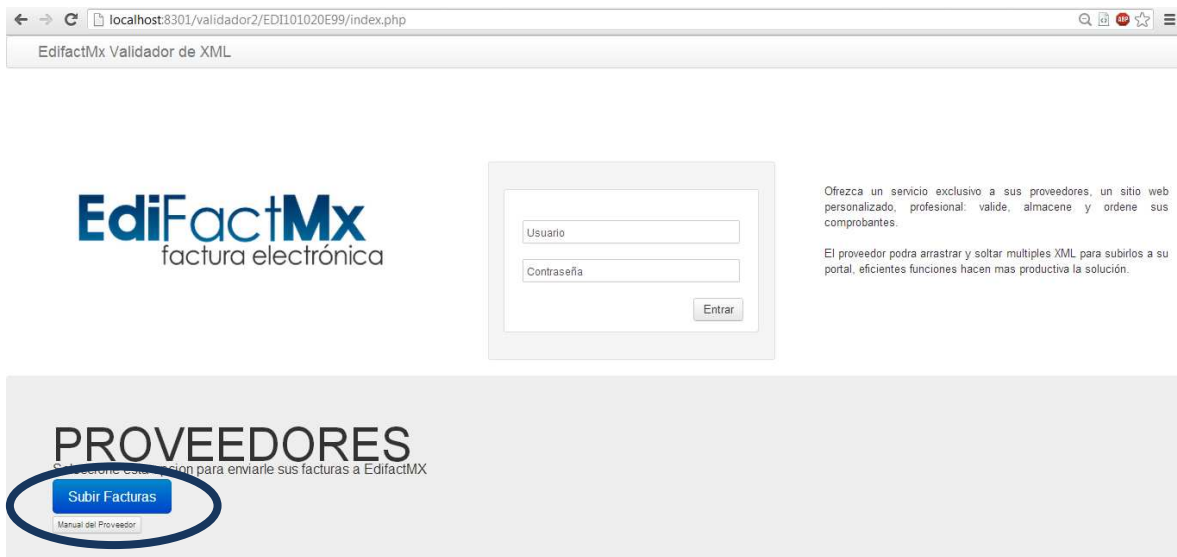 localhost:8301/validador2/EDI101020E99/index.php
EdifactMx Validador de XML
EdiFactMx
factura electrónica
Usuario
Contraseña
Entrar
Ofrezca un servicio exclusivo a sus proveedores, un sitio web
personalizado, profesional: valide, almacene y ordene sus
comprobantes.
El proveedor podra arrastrar y soltar multiples XML para subirlos a su
portal, eficientes funciones hacen mas productiva la solución.
PROVEEDORES
Seleccione esta opcion para enviarle sus facturas a EdifactMX
Subir Facturas
Manual del Proveedor